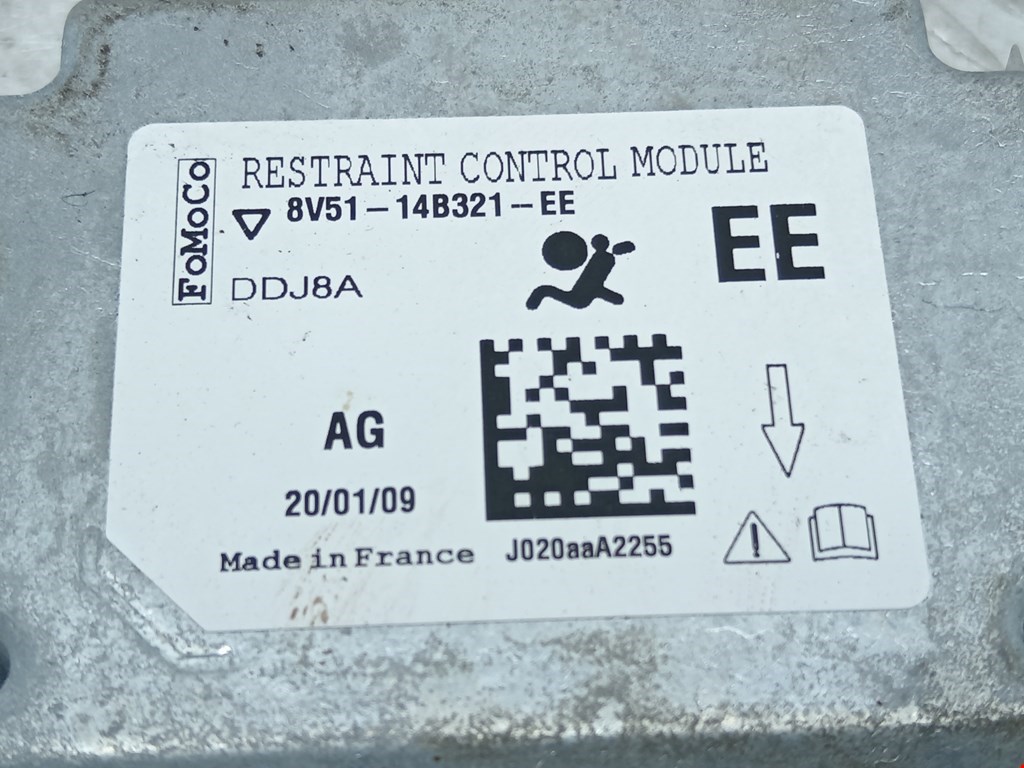 FoMoCo
RESTRAINT CONTROL MODULE
8V51-14B321-EE
EE
DDJ8A
AG
20/01/09
Made in France
J020aaA2255